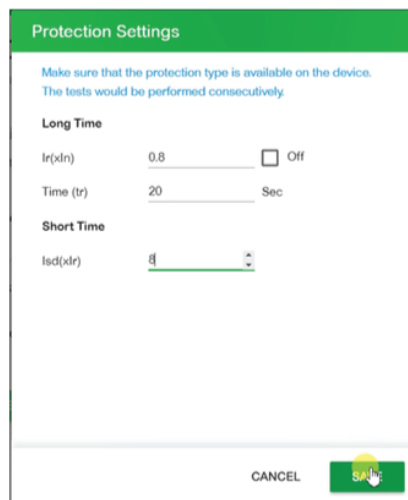 Protection Settings
Make sure that the protection type is available on the device.
The tests would be performed consecutively.
Long Time
Ir(xIn) 0.8 Off
Time (tr) 20 Sec
Short Time
Isd(xIr) 8
CANCEL